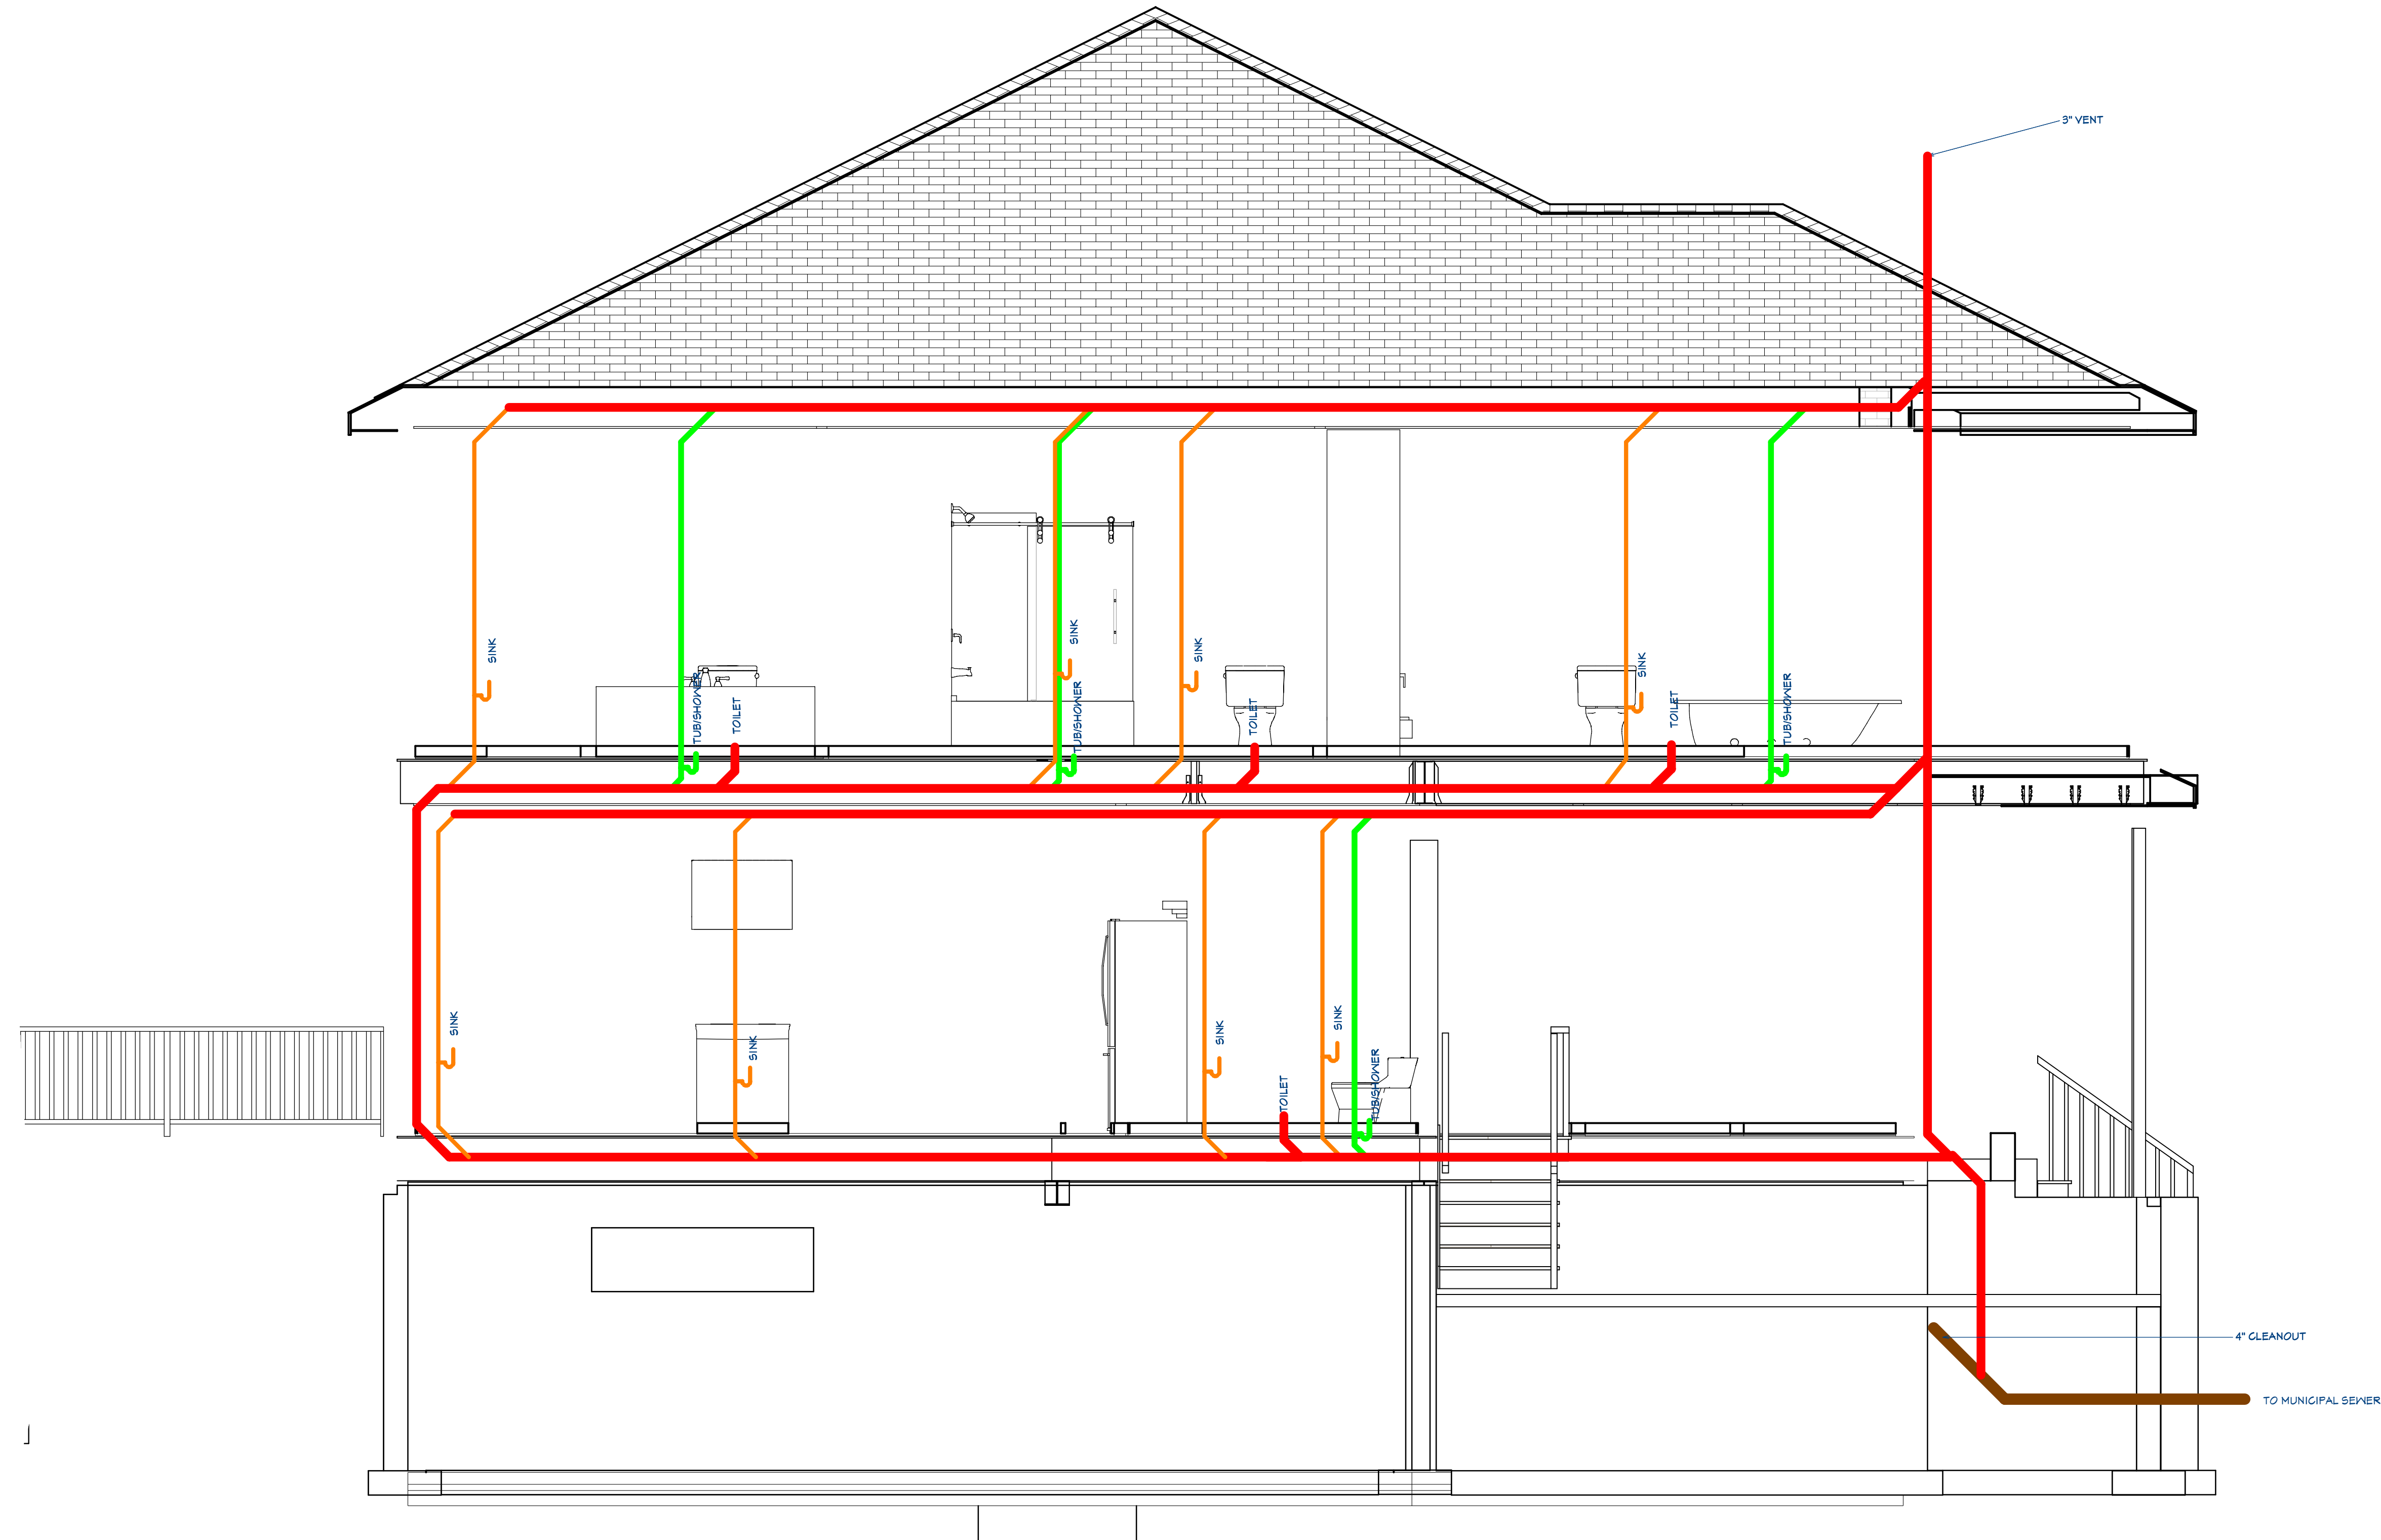 3" VENT
SINK
TUB/SHOWER
TOILET
SINK
TUB/SHOWER
SINK
TOILET
SINK
TOILET
TUB/SHOWER
SINK
SINK
SINK
TOILET
SINK
TUB/SHOWER
4" CLEANOUT
TO MUNICIPAL SEWER